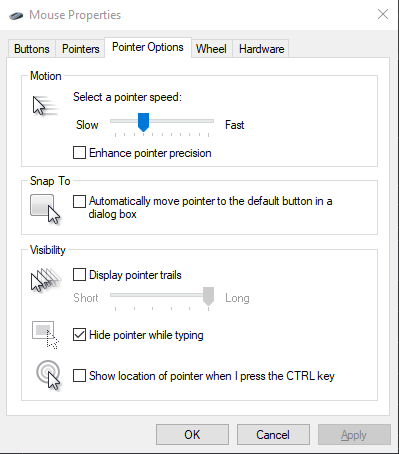 Mouse Properties
Buttons Pointers Pointer Options Wheel Hardware
Motion
Select a pointer speed:
Slow Fast
Enhance pointer precision
Snap To
Automatically move pointer to the default button in a
dialog box
Visibility
Display pointer trails
Short Long
Hide pointer while typing
Show location of pointer when I press the CTRL key
OK Cancel Apply